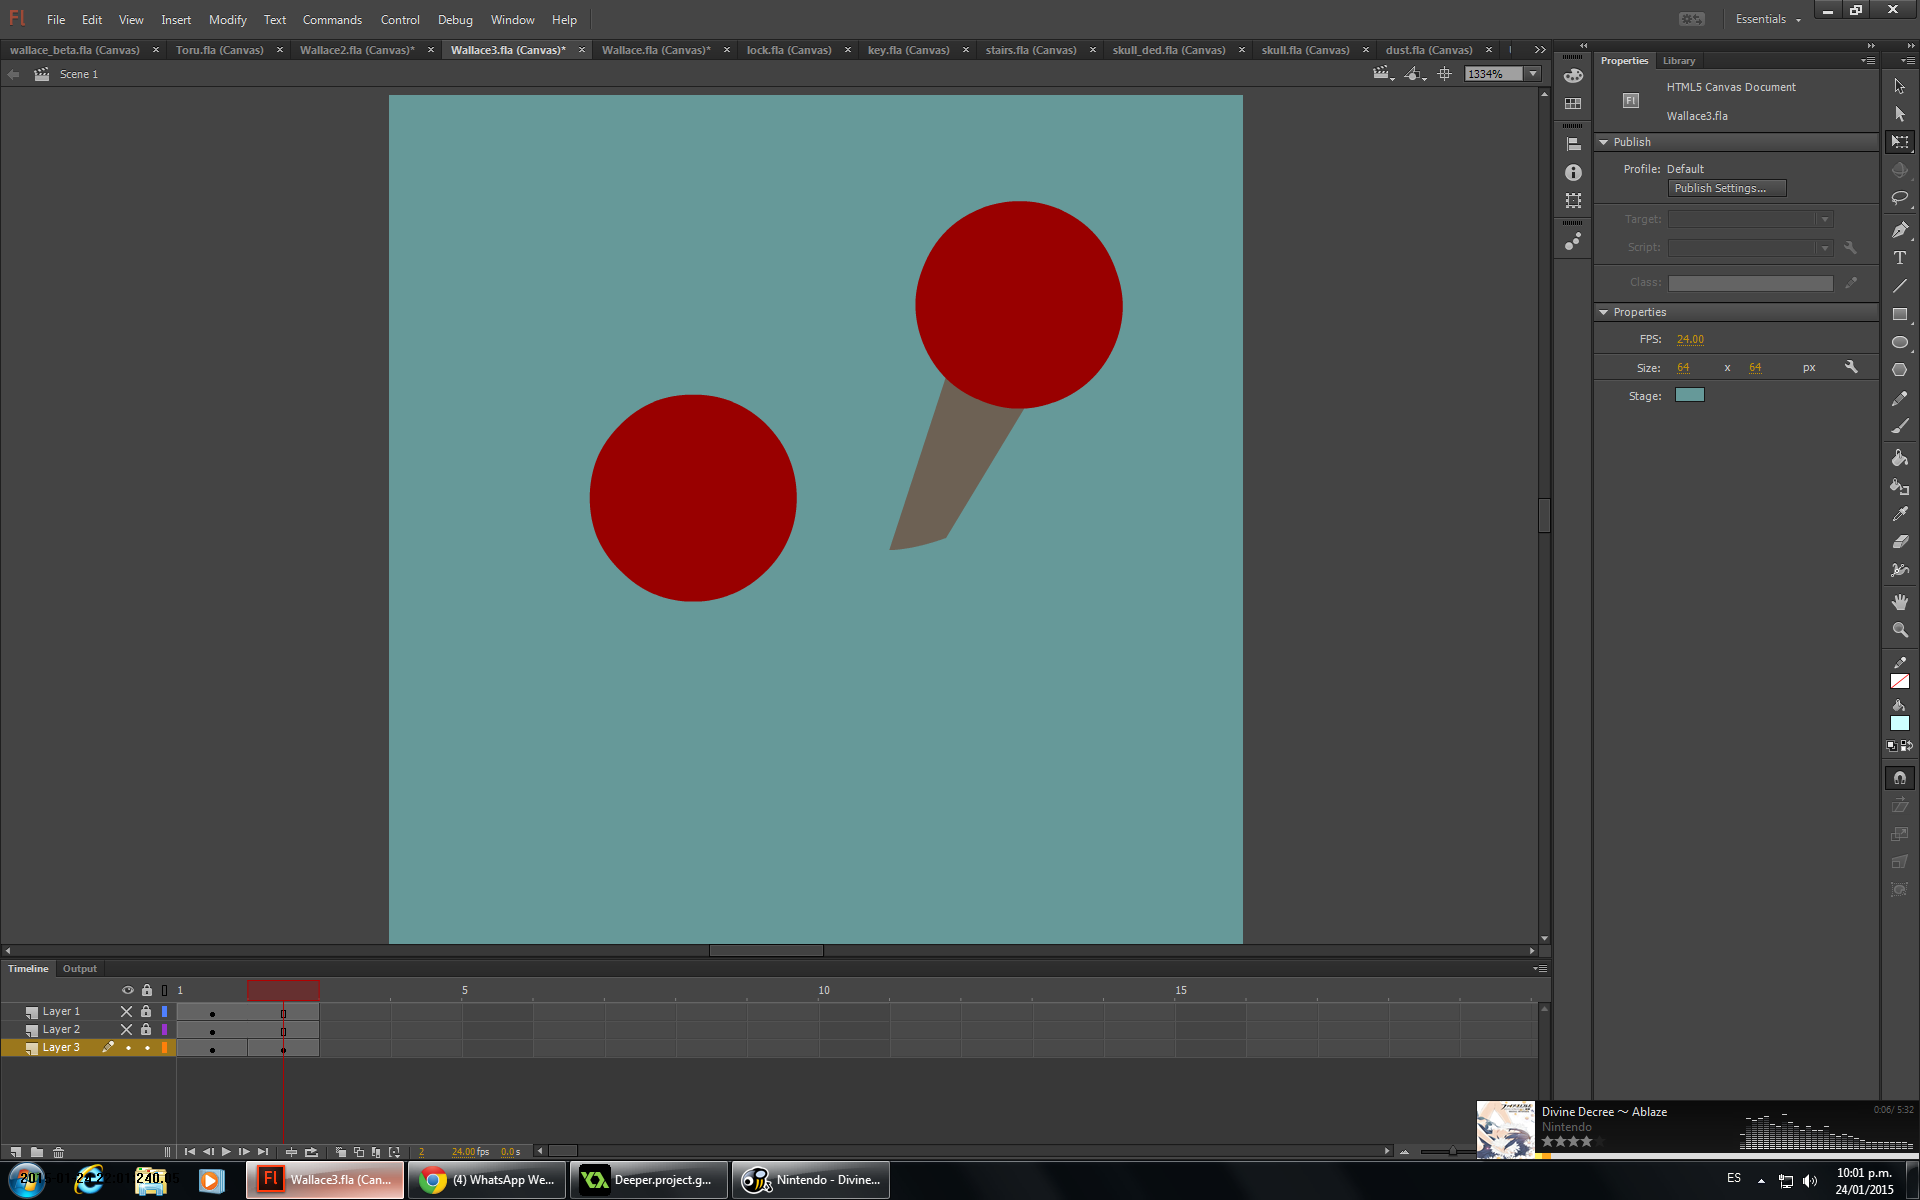 Fl File Edit View Insert Modify Text Commands Control Debug Window Help Essentials
wallace_beta.fla (Canvas) Toru.fla (Canvas) Wallace2.fla (Canvas)* Wallace3.fla (Canvas)* Wallace.fla (Canvas)* lock.fla (Canvas) key.fla (Canvas) stairs.fla (Canvas) skull_ded.fla (Canvas) skull.fla (Canvas) dust.fla (Canvas)
Scene 1 1334%
Properties Library
Fl HTML5 Canvas Document
Wallace3.fla
Publish
Profile: Default
Publish Settings...
Target:
Script:
Class:
Properties
FPS: 24.00
Size: 64 x 64 px
Stage:
Timeline Output
1 5 10 15
Layer 1
Layer 2
Layer 3
2 24.00 fps 0.0 s
Divine Decree ～ Ablaze 0:06/ 5:32
Nintendo
Fl Wallace3.fla (Can... (4) WhatsApp We... Deeper.project.g... Nintendo - Divine...
ES 10:01 p.m.
24/01/2015